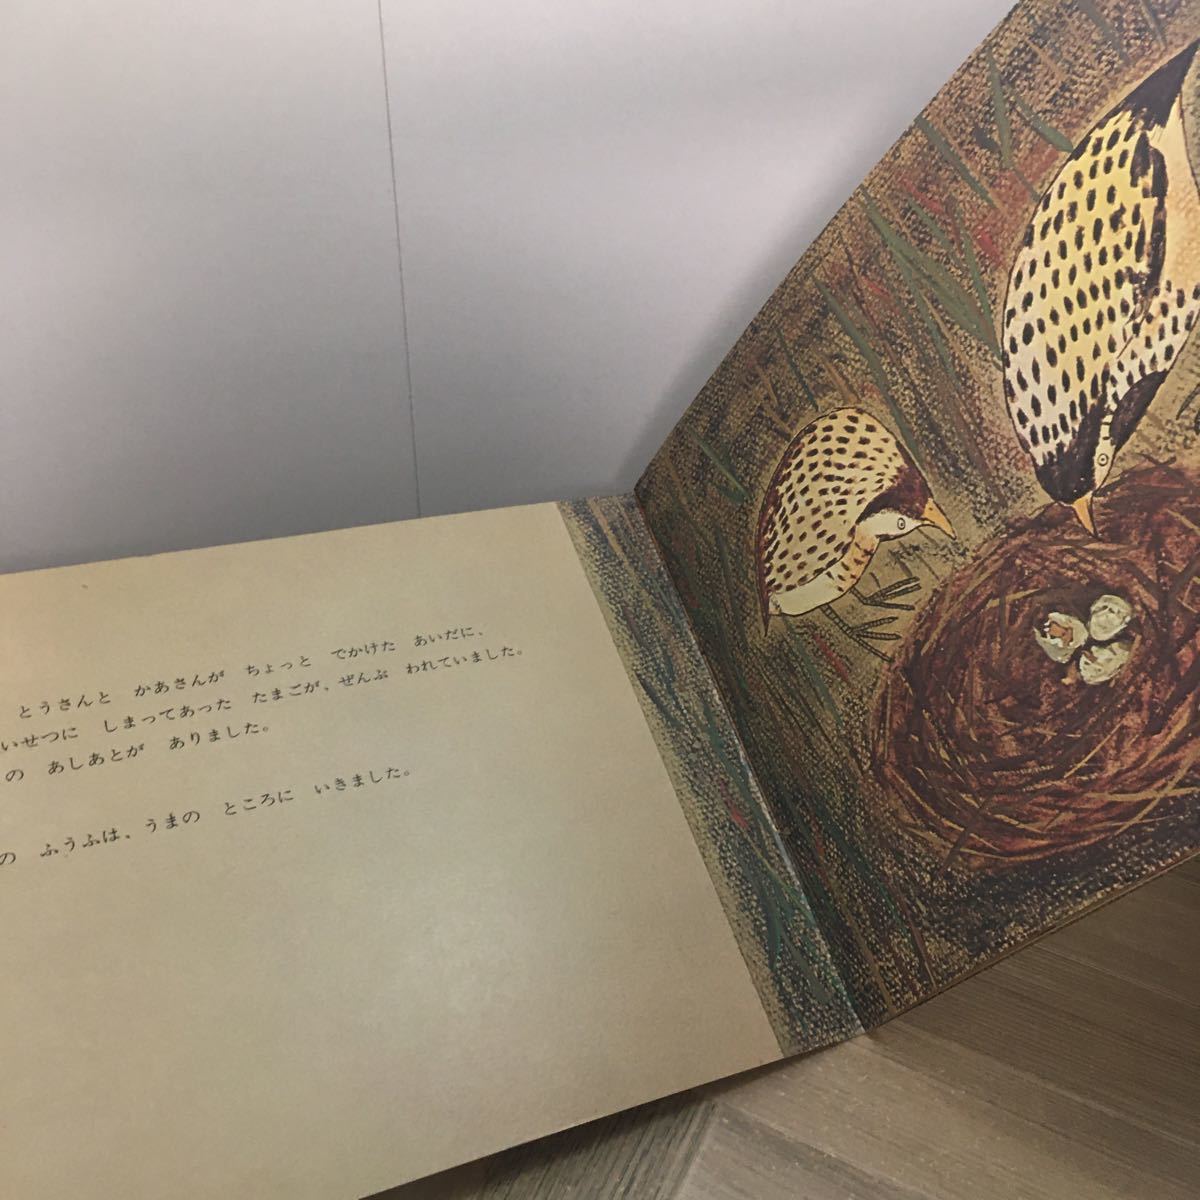 とうさんと かあさんが ちょっと でかけた あいだに、
いせつに しまってあった たまごが、ぜんぶ われていました。
の あしあとが ありました。
の ふうふは、うまの ところに いきました。